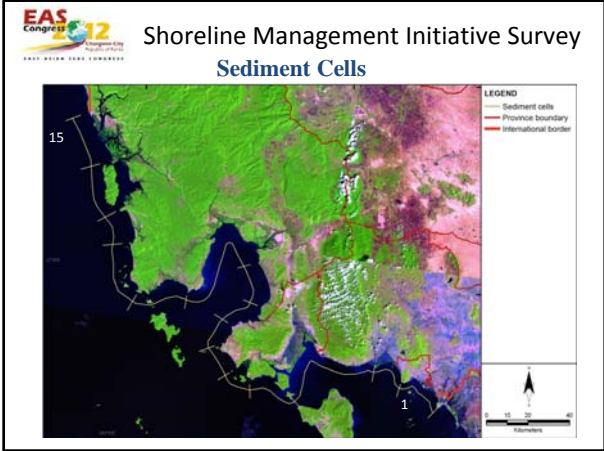 EAS
Congress 2012
Changwon City
Republic of Korea
EAST ASIAN SEAS CONGRESS
Shoreline Management Initiative Survey
Sediment Cells
15
1
LEGEND
Sediment cells
Province boundary
International border
0 15 20 40
Kilometers